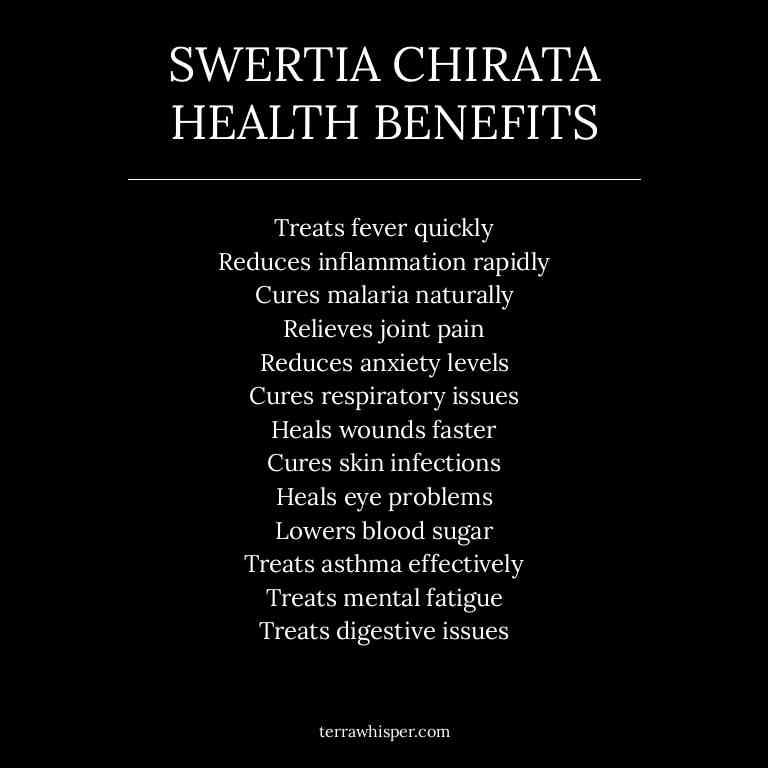 SWERTIA CHIRATA
HEALTH BENEFITS
Treats fever quickly
Reduces inflammation rapidly
Cures malaria naturally
Relieves joint pain
Reduces anxiety levels
Cures respiratory issues
Heals wounds faster
Cures skin infections
Heals eye problems
Lowers blood sugar
Treats asthma effectively
Treats mental fatigue
Treats digestive issues
terrawhisper.com